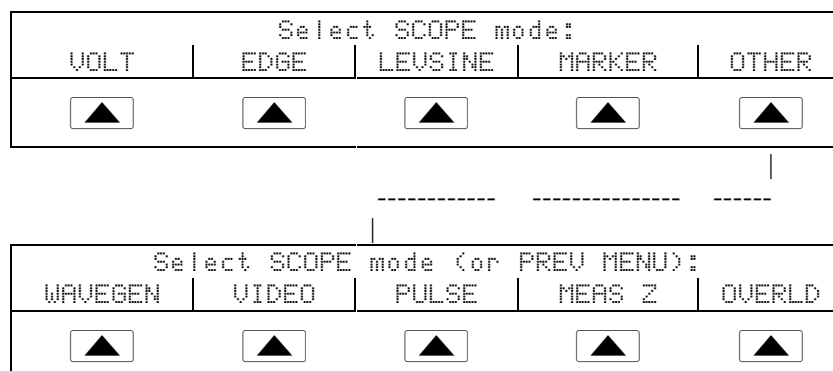 Select SCOPE mode:
VOLT EDGE LEVSINE MARKER OTHER
Select SCOPE mode (or PREV MENU):
WAVEGEN VIDEO PULSE MEAS Z OVERLD